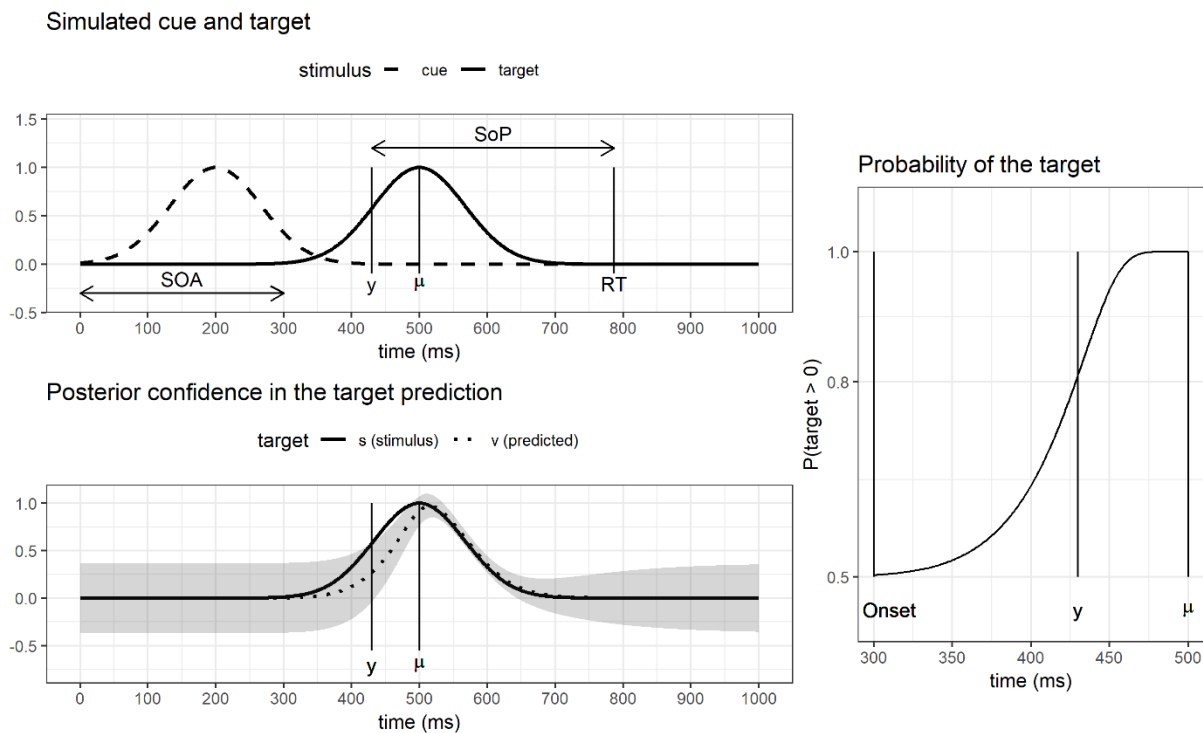 Simulated cue and target
stimulus cue target
1.5
1.0
0.5
0.0
-0.5
SoP
SOA
y μ RT
0 100 200 300 400 500 600 700 800 900 1000
time (ms)
Posterior confidence in the target prediction
target s (stimulus) v (predicted)
1.0
0.5
0.0
-0.5
y μ
0 100 200 300 400 500 600 700 800 900 1000
time (ms)
Probability of the target
P(target > 0)
1.0
0.8
0.5
Onset y μ
300 350 400 450 500
time (ms)